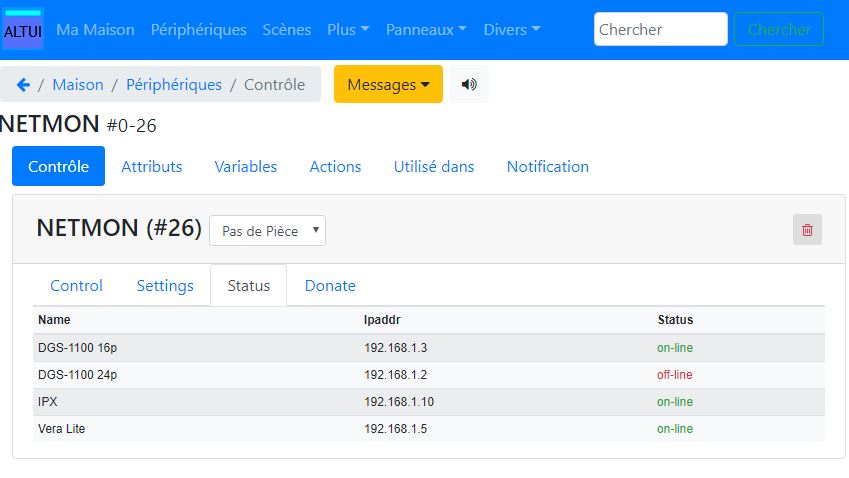 ALTUI Ma Maison Périphériques Scènes Plus Panneaux Divers Chercher Chercher
/ Maison / Périphériques / Contrôle Messages
NETMON #0-26
Contrôle Attributs Variables Actions Utilisé dans Notification
NETMON (#26) Pas de Pièce
Control Settings Status Donate
Name Ipaddr Status
DGS-1100 16p 192.168.1.3 on-line
DGS-1100 24p 192.168.1.2 off-line
IPX 192.168.1.10 on-line
Vera Lite 192.168.1.5 on-line